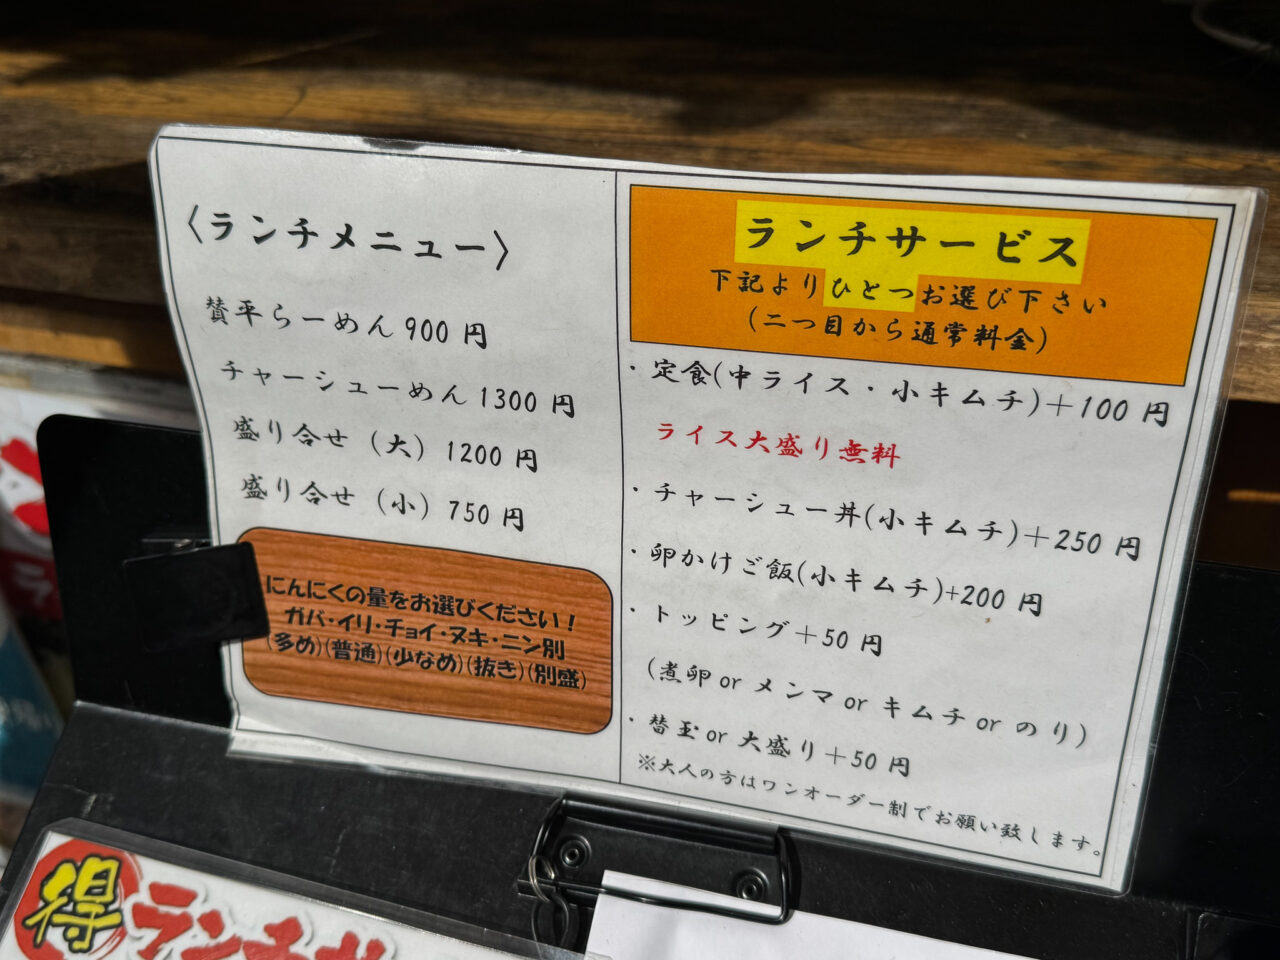 〈ランチメニュー〉
賛平らーめん900円
チャーシューめん1300円
盛り合せ（大）1200円
盛り合せ（小）750円
にんにくの量をお選びください！
ガバ・イリ・チョイ・ヌキ・ニン別
(多め)(普通)(少なめ)(抜き)(別盛)
ランチサービス
下記よりひとつお選び下さい
(二つ目から通常料金)
・定食(中ライス・小キムチ)＋100円
ライス大盛り無料
・チャーシュー丼(小キムチ)＋250円
・卵かけご飯(小キムチ)+200円
・トッピング＋50円
(煮卵orメンマorキムチorのり)
・替玉or大盛り＋50円
※大人の方はワンオーダー制でお願い致します。
得
ランチ